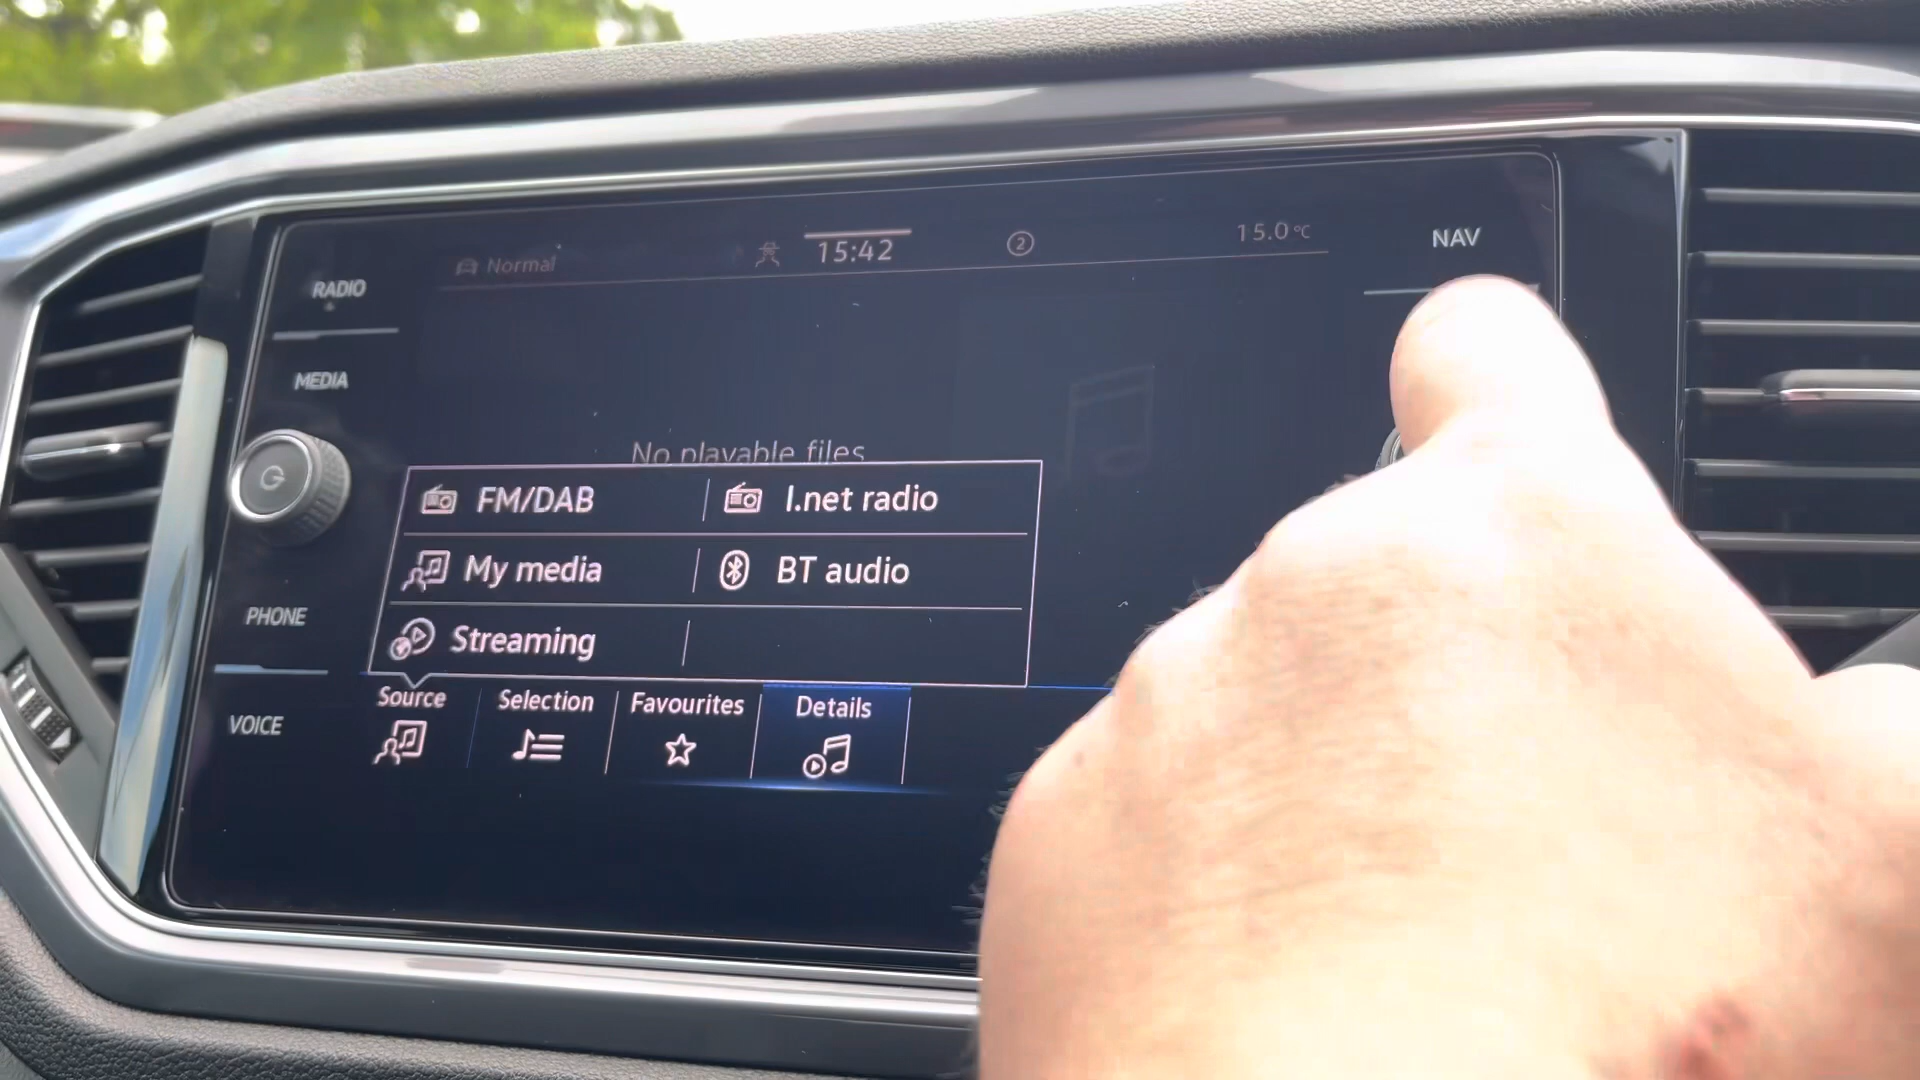 Normal
15:42
2
15.0°C
NAV
RADIO
MEDIA
No playable files
FM/DAB
I.net radio
My media
BT audio
PHONE
Streaming
Source
Selection
Favourites
Details
VOICE